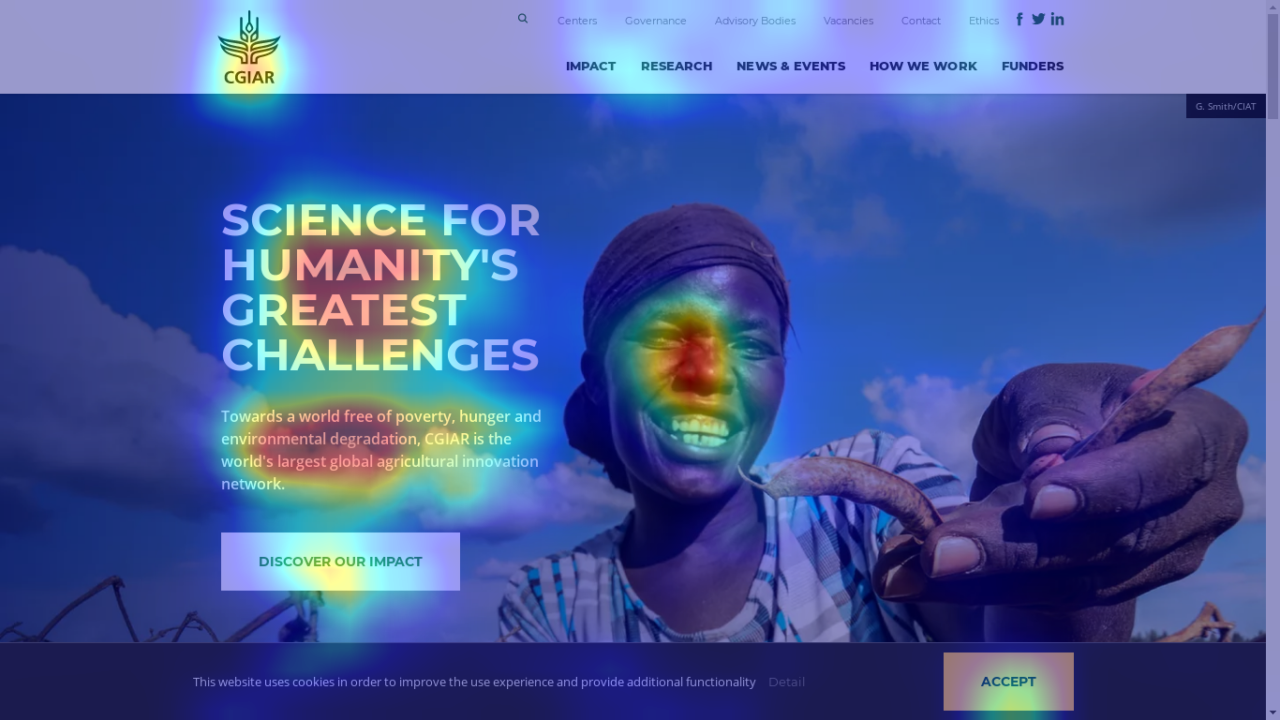 Centers Governance Advisory Bodies Vacancies Contact Ethics
CGIAR
IMPACT RESEARCH NEWS & EVENTS HOW WE WORK FUNDERS
G. Smith/CIAT
SCIENCE FOR
HUMANITY'S
GREATEST
CHALLENGES
Towards a world free of poverty, hunger and
environmental degradation, CGIAR is the
world's largest global agricultural innovation
network.
DISCOVER OUR IMPACT
This website uses cookies in order to improve the use experience and provide additional functionality Detail
ACCEPT